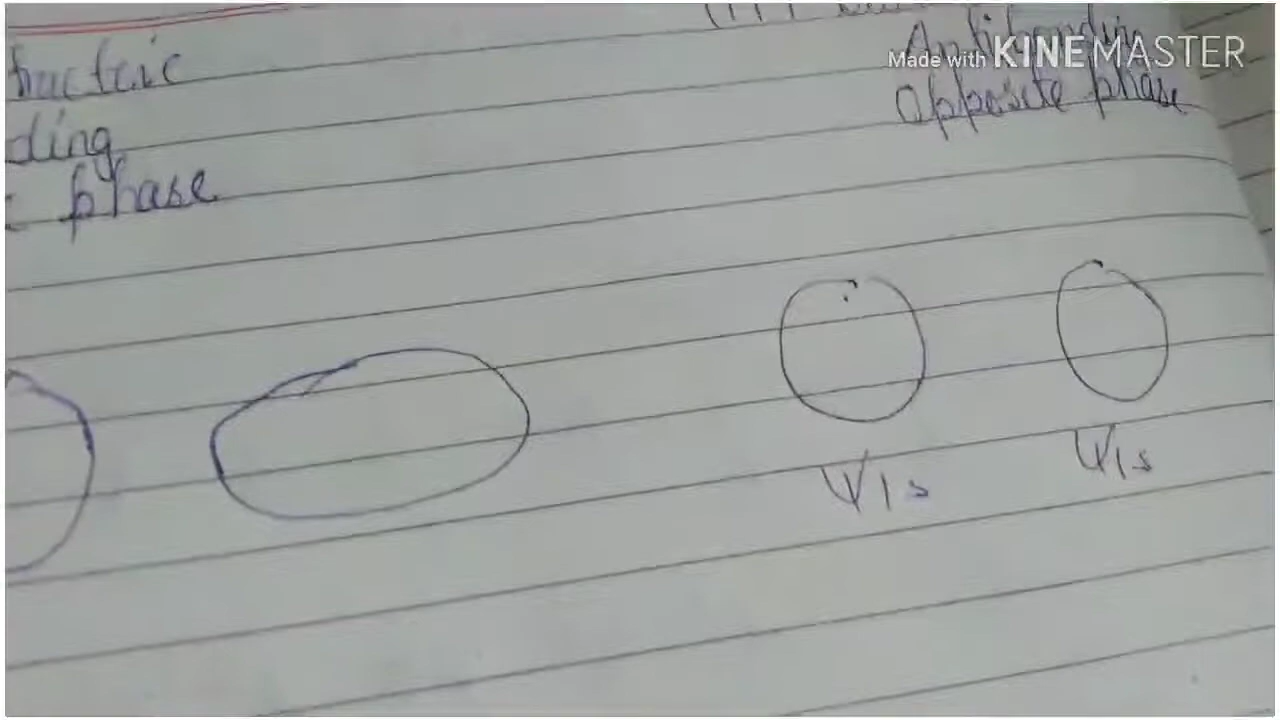 Antibonding
Made with KINEMASTER
opposite phase
ding
phase
Ψ1s
Ψ1s